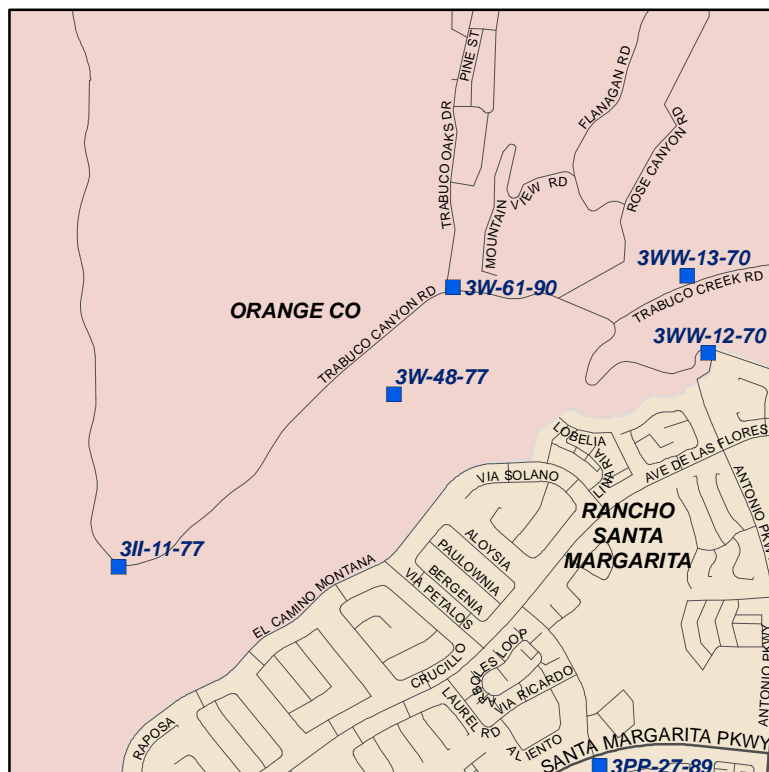 PINE ST
FLANAGAN RD
TRABUCO OAKS DR
ROSE CANYON RD
MOUNTAIN
VIEW RD
3WW-13-70
3W-61-90
TRABUCO CREEK RD
ORANGE CO
TRABUCO CANYON RD
3WW-12-70
3W-48-77
LOBELIA
AVE DE LAS FLORES
LINARIA
VIA SOLANO
ANTONIO PKWY
RANCHO
SANTA
MARGARITA
ALOYSIA
PAULOWNIA
BERGENIA
VIA PETALOS
3II-11-77
EL CAMINO MONTANA
CRUCILLO
ARBOLES LOOP
VIA RICARDO
LAUREL RD
ALIENTO
RAPOSA
ANTONIO PKWY
SANTA MARGARITA PKWY
3PP-27-89